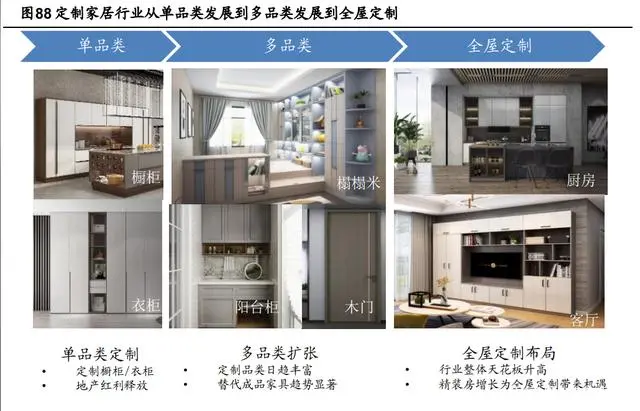 图88 定制家居行业从单品类发展到多品类发展到全屋定制
单品类
多品类
全屋定制
橱柜
榻榻米
厨房
衣柜
阳台柜
木门
客厅
单品类定制
• 定制橱柜/衣柜
• 地产红利释放
多品类扩张
• 定制品类日趋丰富
• 替代成品家具趋势显著
全屋定制布局
• 行业整体天花板升高
• 精装房增长为全屋定制带来机遇